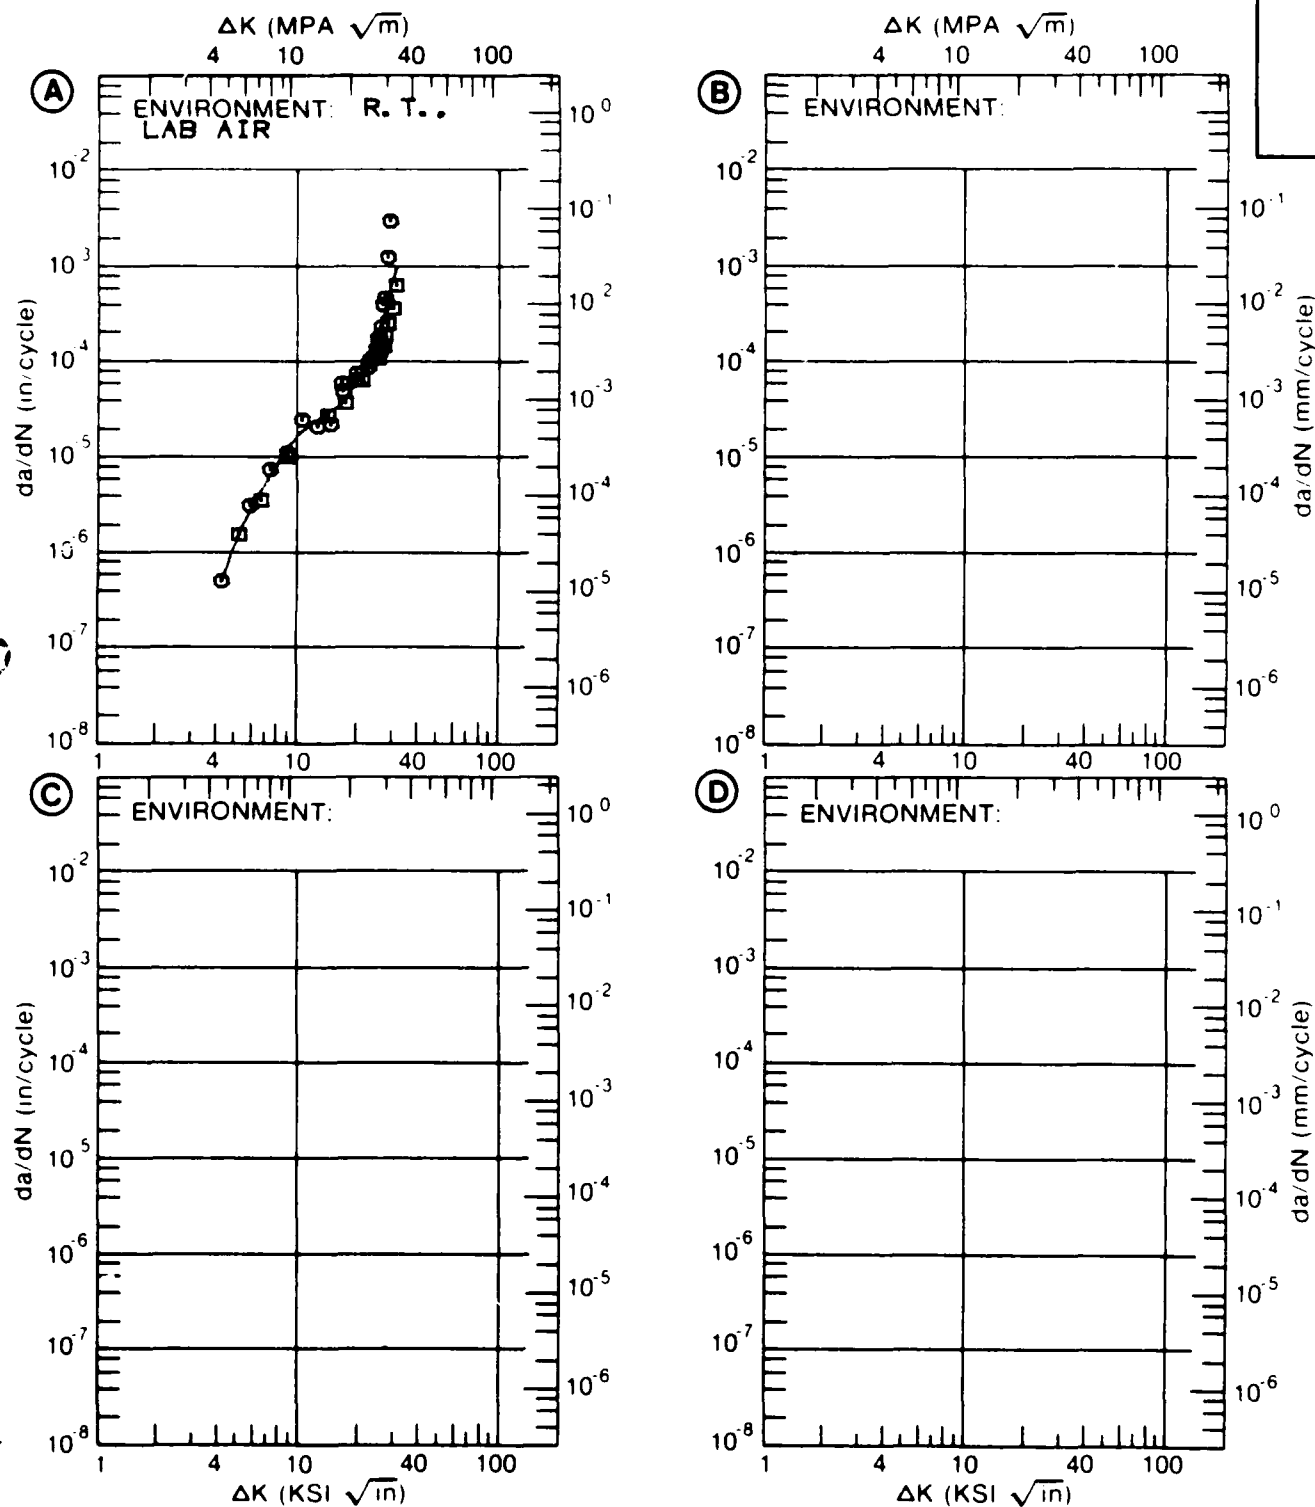 ΔK (MPA √m)
4 10 40 100
A
ENVIRONMENT: R. T..
LAB AIR
10^0
10^-2
10^-1
10^3
10^2
10^-4
10^-3
10^-5
10^-4
10^-6
10^-5
10^-7
10^-6
10^-8
1 4 10 40 100
da/dN (in/cycle)
ΔK (MPA √m)
4 10 40 100
B
ENVIRONMENT:
10^-2
10^-1
10^-3
10^-2
10^-4
10^-3
10^-5
10^-4
10^-6
10^-5
10^-7
10^-6
10^-8
1 4 10 40 100
da/dN (mm/cycle)
C
ENVIRONMENT:
10^0
10^-2
10^-1
10^-3
10^-2
10^-4
10^-3
10^-5
10^-4
10^-6
10^-5
10^-7
10^-6
10^-8
1 4 10 40 100
da/dN (in/cycle)
ΔK (KSI √in)
D
ENVIRONMENT:
10^0
10^-2
10^-1
10^-3
10^-2
10^-4
10^-3
10^-5
10^-4
10^-6
10^-5
10^-7
10^-6
10^-8
1 4 10 40 100
da/dN (mm/cycle)
ΔK (KSI √in)